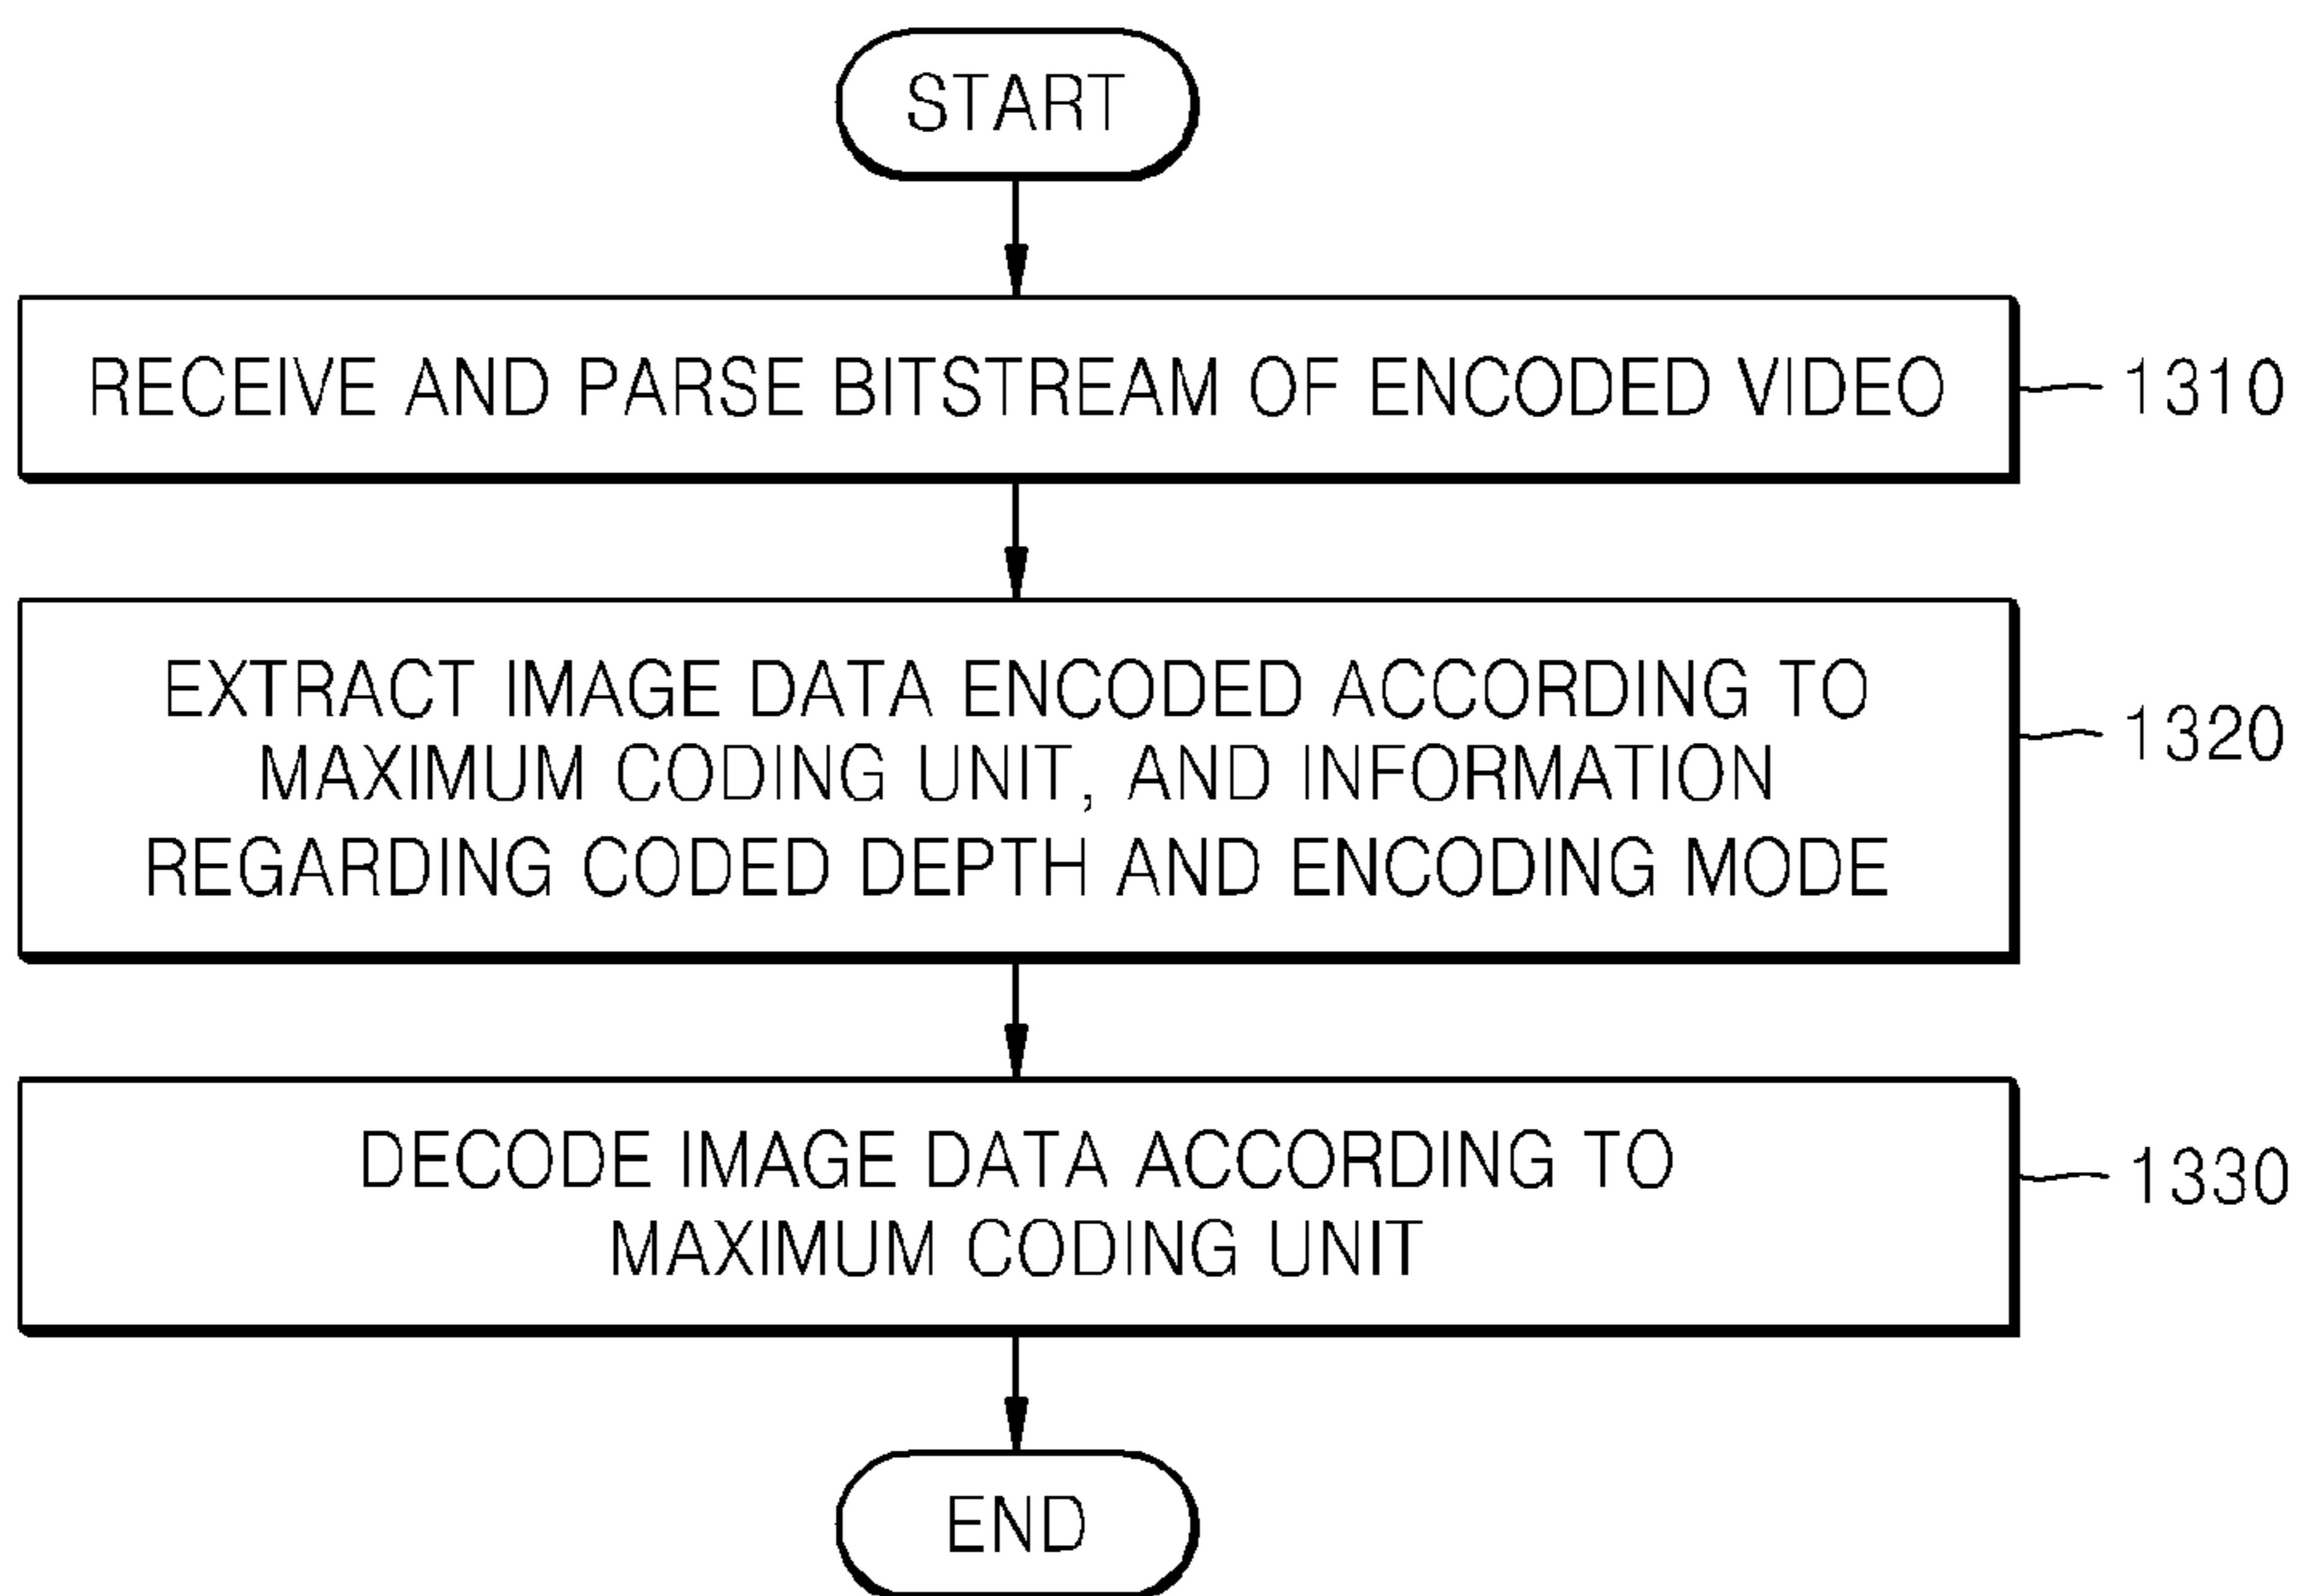 START
RECEIVE AND PARSE BITSTREAM OF ENCODED VIDEO
1310
EXTRACT IMAGE DATA ENCODED ACCORDING TO
MAXIMUM CODING UNIT, AND INFORMATION
REGARDING CODED DEPTH AND ENCODING MODE
1320
DECODE IMAGE DATA ACCORDING TO
MAXIMUM CODING UNIT
1330
END